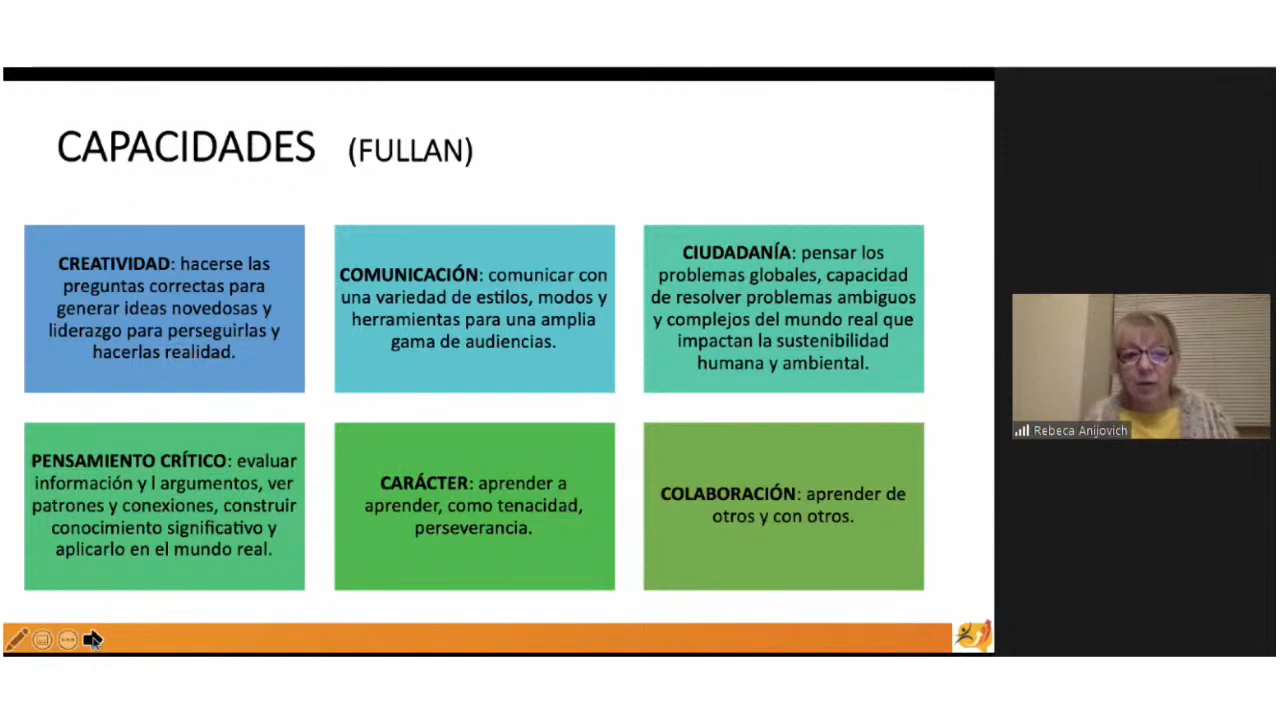 CAPACIDADES (FULLAN)
CREATIVIDAD: hacerse las
preguntas correctas para
generar ideas novedosas y
liderazgo para perseguirlas y
hacerlas realidad.
COMUNICACIÓN: comunicar con
una variedad de estilos, modos y
herramientas para una amplia
gama de audiencias.
CIUDADANÍA: pensar los
problemas globales, capacidad
de resolver problemas ambiguos
y complejos del mundo real que
impactan la sustenibilidad
humana y ambiental.
PENSAMIENTO CRÍTICO: evaluar
información y l argumentos, ver
patrones y conexiones, construir
conocimiento significativo y
aplicarlo en el mundo real.
CARÁCTER: aprender a
aprender, como tenacidad,
perseverancia.
COLABORACIÓN: aprender de
otros y con otros.
Rebeca Anijovich